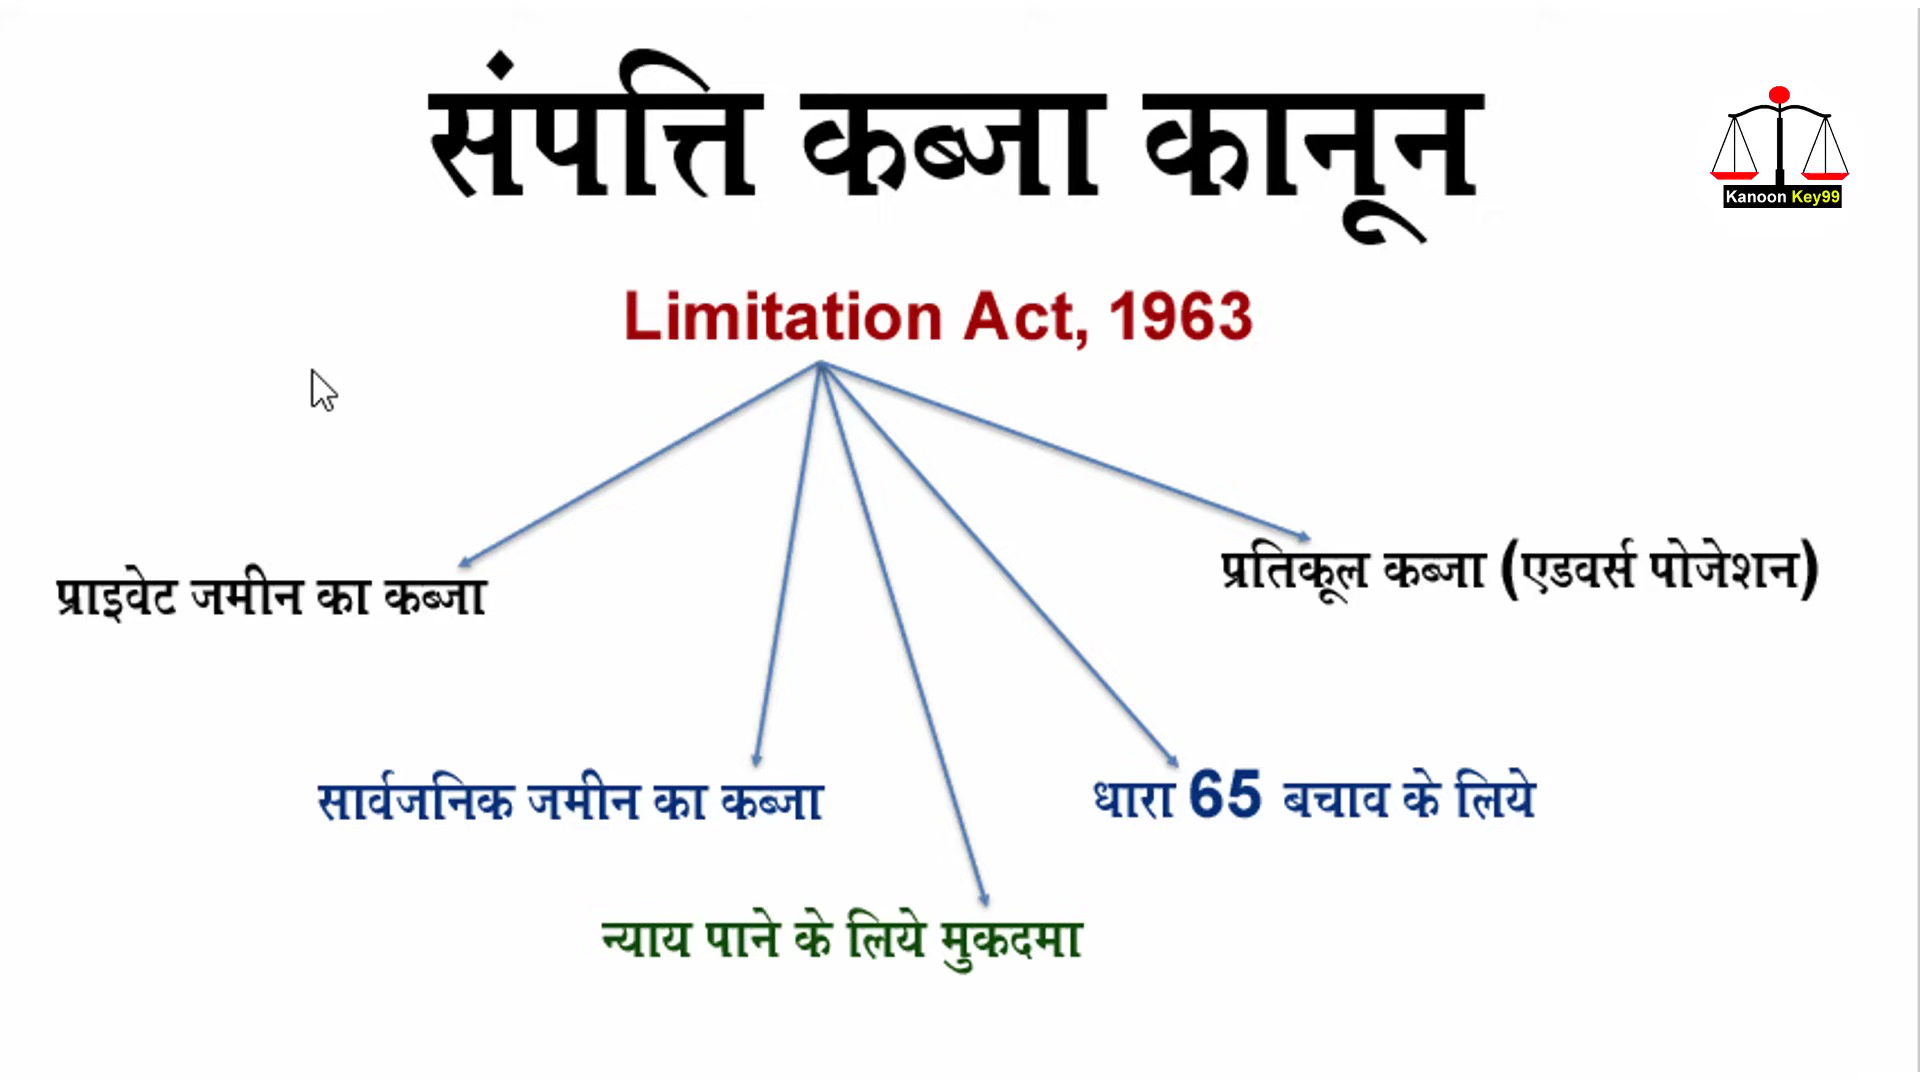 संपत्ति कब्जा कानून
Kanoon Key99
Limitation Act, 1963
प्राइवेट जमीन का कब्जा
प्रतिकूल कब्जा (एडवर्स पोजेशन)
सार्वजनिक जमीन का कब्जा
धारा 65 बचाव के लिये
न्याय पाने के लिये मुकदमा